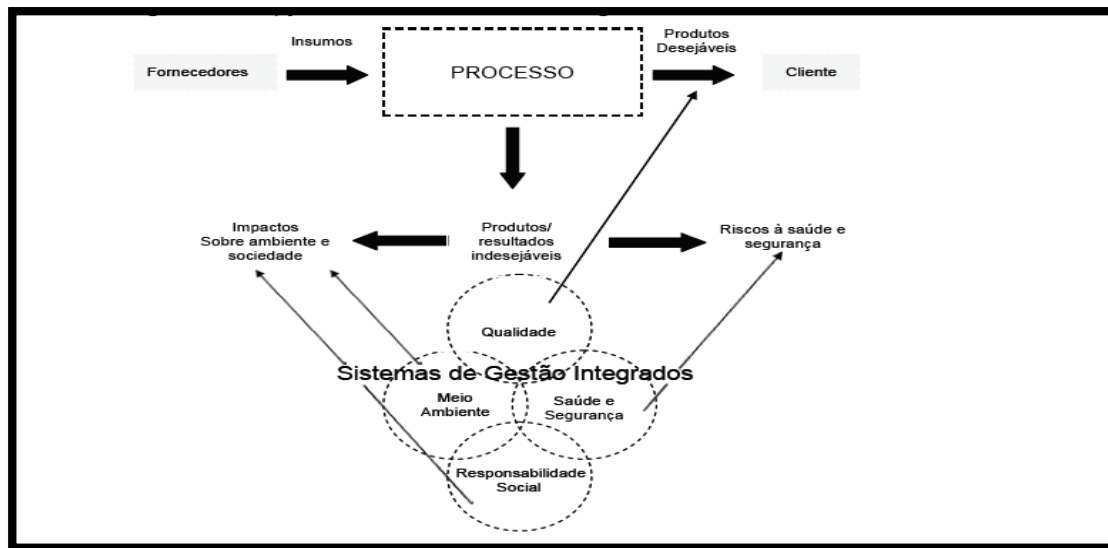 Insumos
Produtos
Desejáveis
Fornecedores
PROCESSO
Cliente
Impactos
Sobre ambiente e
sociedade
Produtos/
resultados
indesejáveis
Riscos à saúde e
segurança
Qualidade
Sistemas de Gestão Integrados
Meio
Ambiente
Saúde e
Segurança
Responsabilidade
Social